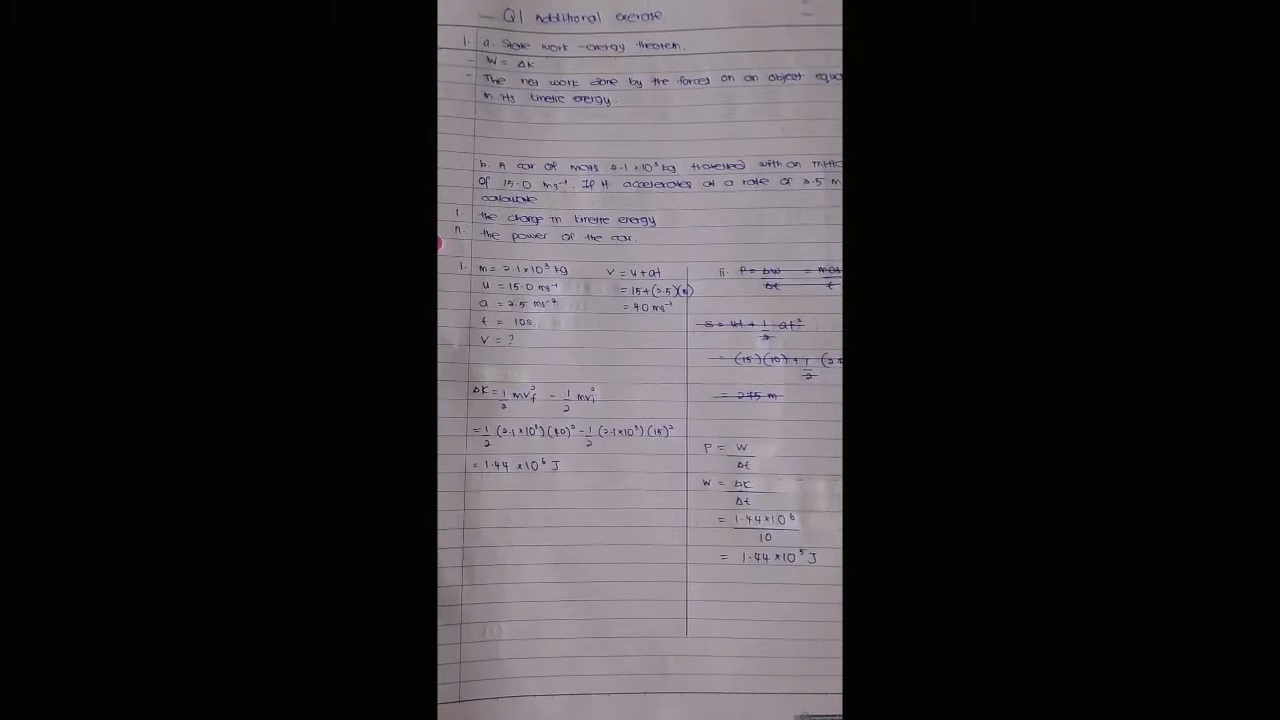 - Q1 Additional exercise
1. a. State work-energy theorem.
- W = ΔK
- The net work done by the forces on an object equa
in its kinetic energy.
b. A car of mass 2.1×10³ kg travelled with an
of 15.0 ms⁻¹. If it accelerates at a rate of 2.5 m
calculate
i. the change in kinetic energy
ii. the power of the car.
i. m = 2.1×10³ kg
u = 15.0 ms⁻¹
a = 2.5 ms⁻²
t = 10s
v = ?
v = u + at
= 15 + (2.5)(10)
= 40 ms⁻¹
ΔK = 1/2 mv_f² - 1/2 mv_i²
= 1/2 (2.1×10³)(40)² - 1/2 (2.1×10³)(15)²
= 1.44 × 10⁶ J
ii. P = ΔW/Δt = mas/t
s = ut + 1/2 at²
= (15)(10) + 1/2 (2.5
= 275 m
P = W/Δt
W = ΔK/Δt
= 1.44×10⁶/10
= 1.44 × 10⁵ J